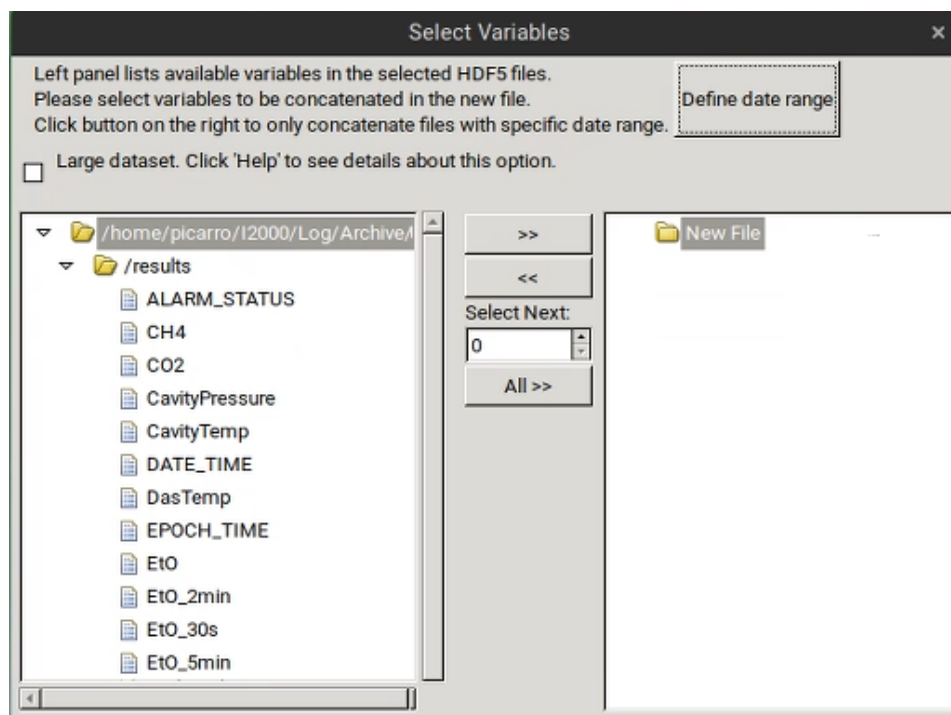 Select Variables
Left panel lists available variables in the selected HDF5 files.
Please select variables to be concatenated in the new file.
Click button on the right to only concatenate files with specific date range.
Define date range
Large dataset. Click 'Help' to see details about this option.
/home/picarro/I2000/Log/Archive/
/results
ALARM_STATUS
CH4
CO2
CavityPressure
CavityTemp
DATE_TIME
DasTemp
EPOCH_TIME
EtO
EtO_2min
EtO_30s
EtO_5min
>>
<<
Select Next:
0
All >>
New File